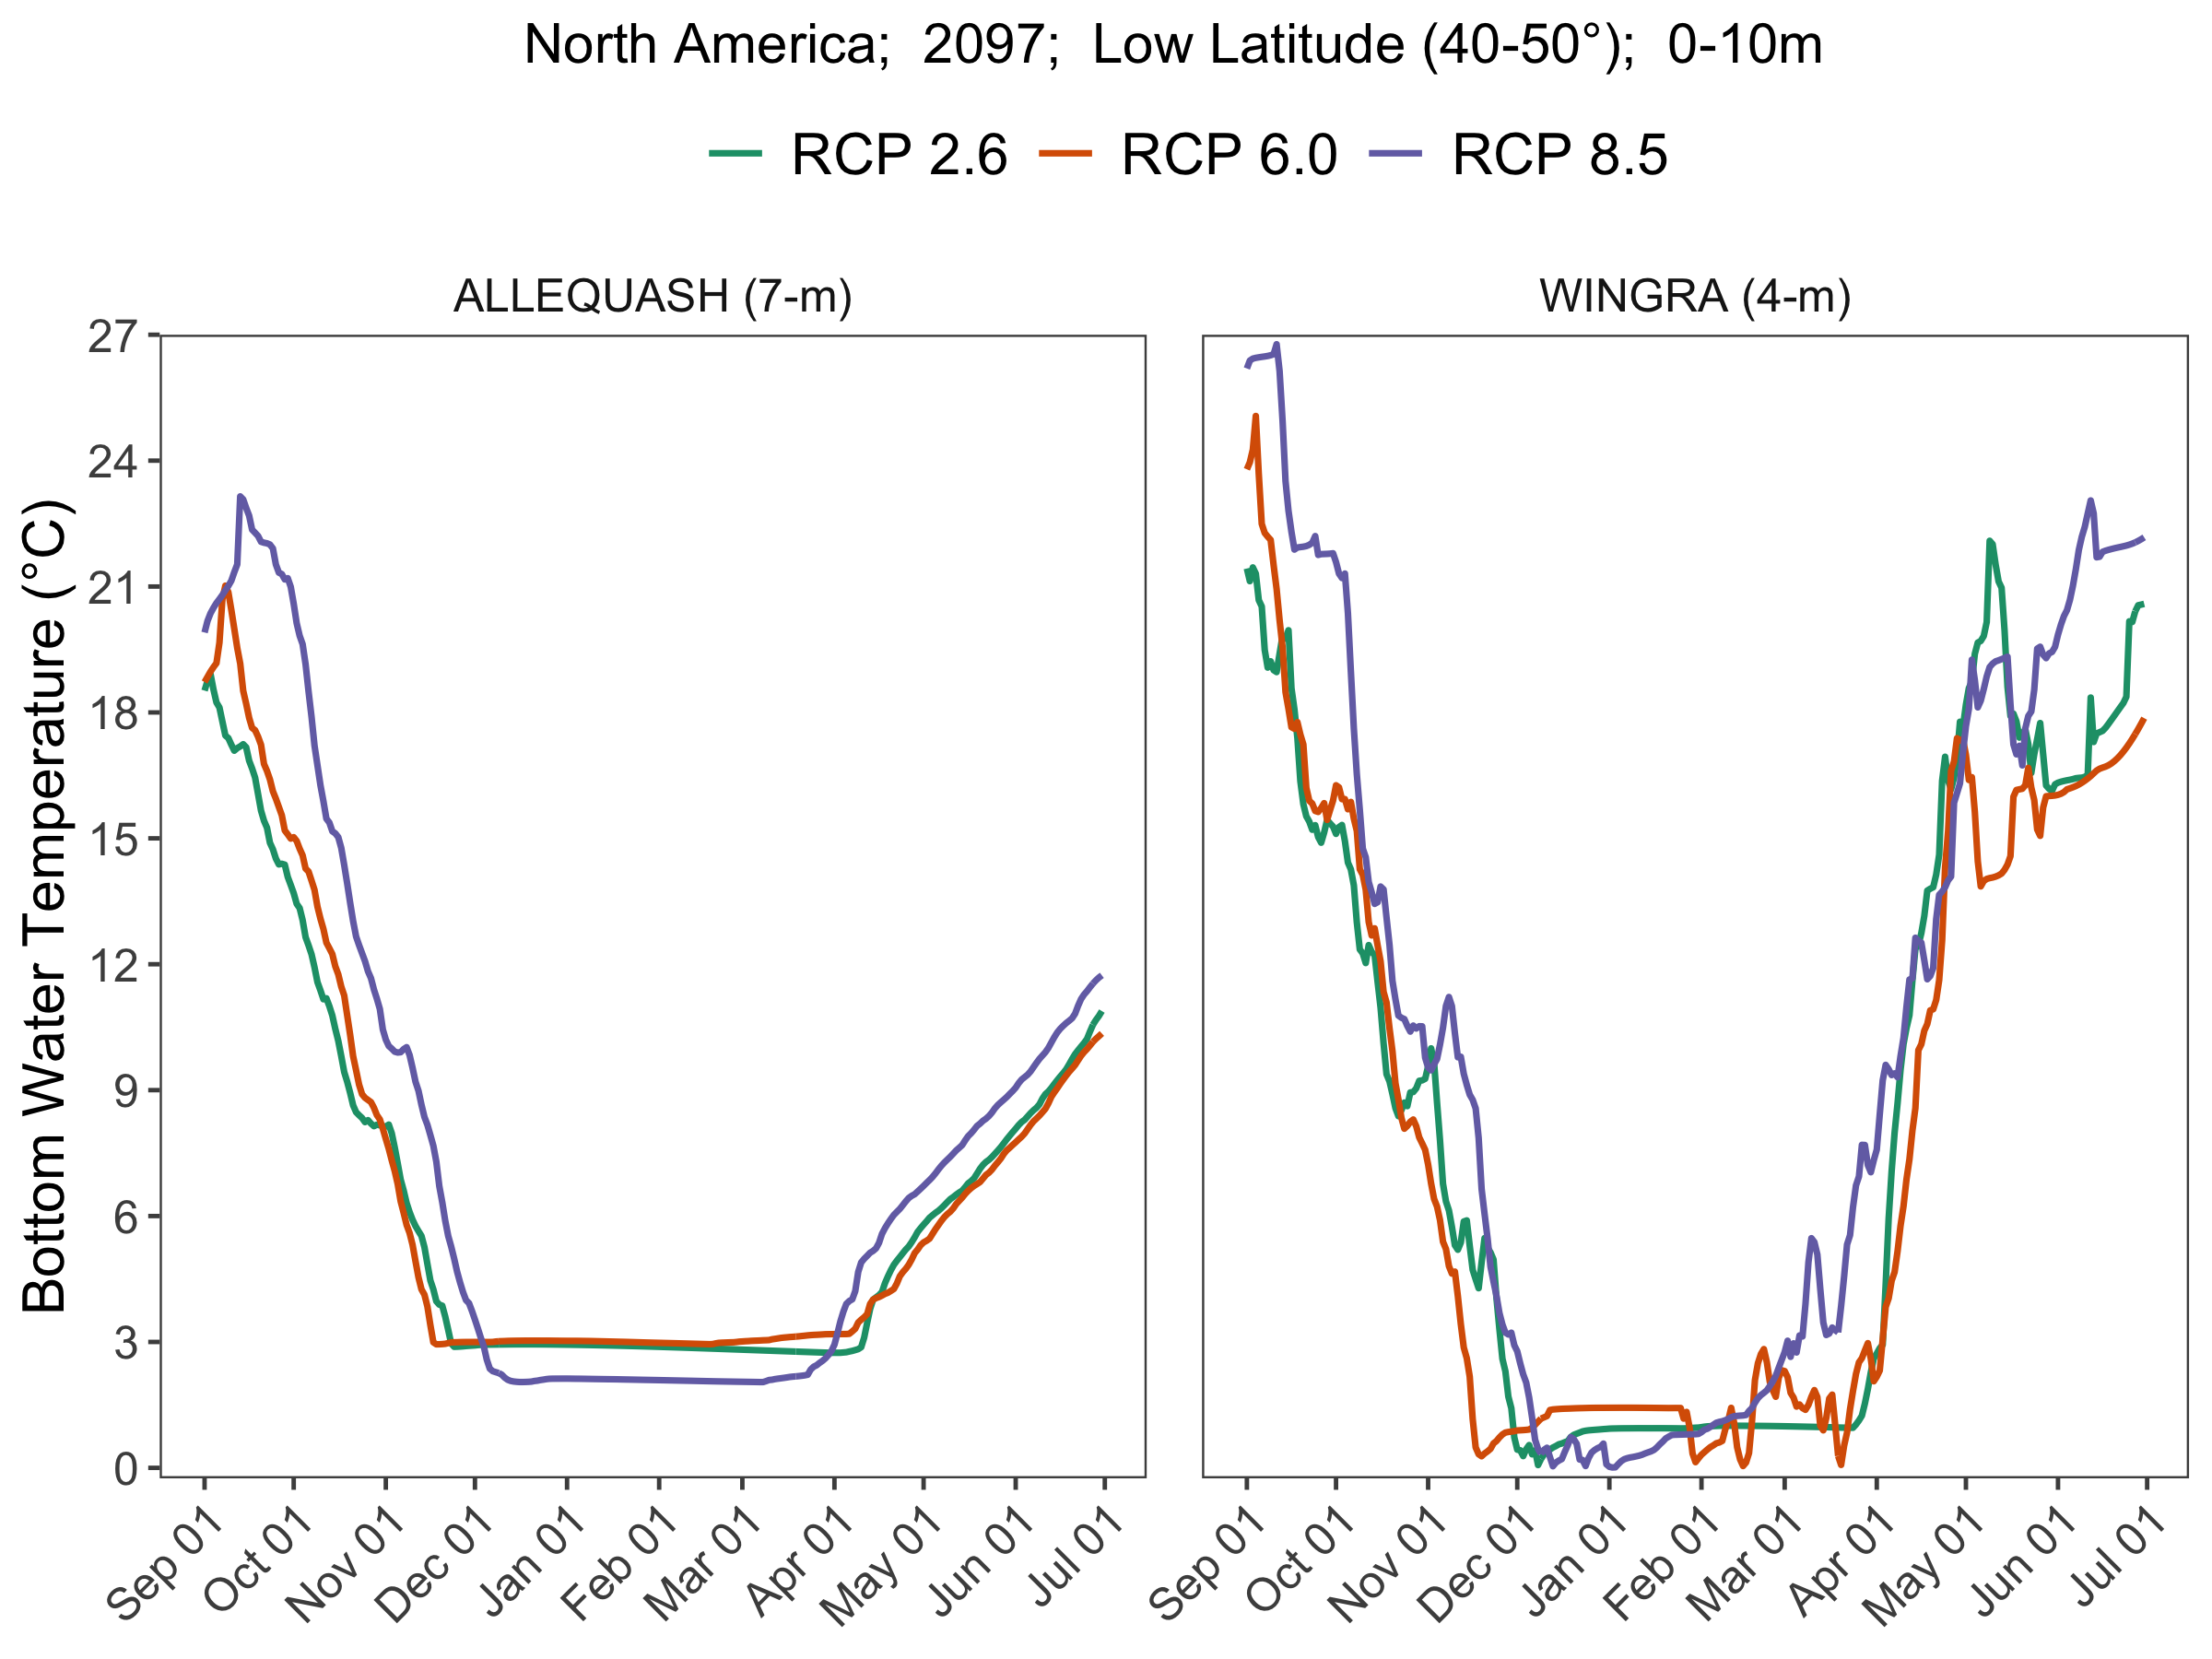 North America; 2097; Low Latitude (40-50°); 0-10m
RCP 2.6 RCP 6.0 RCP 8.5
ALLEQUASH (7-m) WINGRA (4-m)
Bottom Water Temperature (°C)
27
24
21
18
15
12
9
6
3
0
Sep 01 Oct 01 Nov 01 Dec 01 Jan 01 Feb 01 Mar 01 Apr 01 May 01 Jun 01 Jul 01
Sep 01 Oct 01 Nov 01 Dec 01 Jan 01 Feb 01 Mar 01 Apr 01 May 01 Jun 01 Jul 01